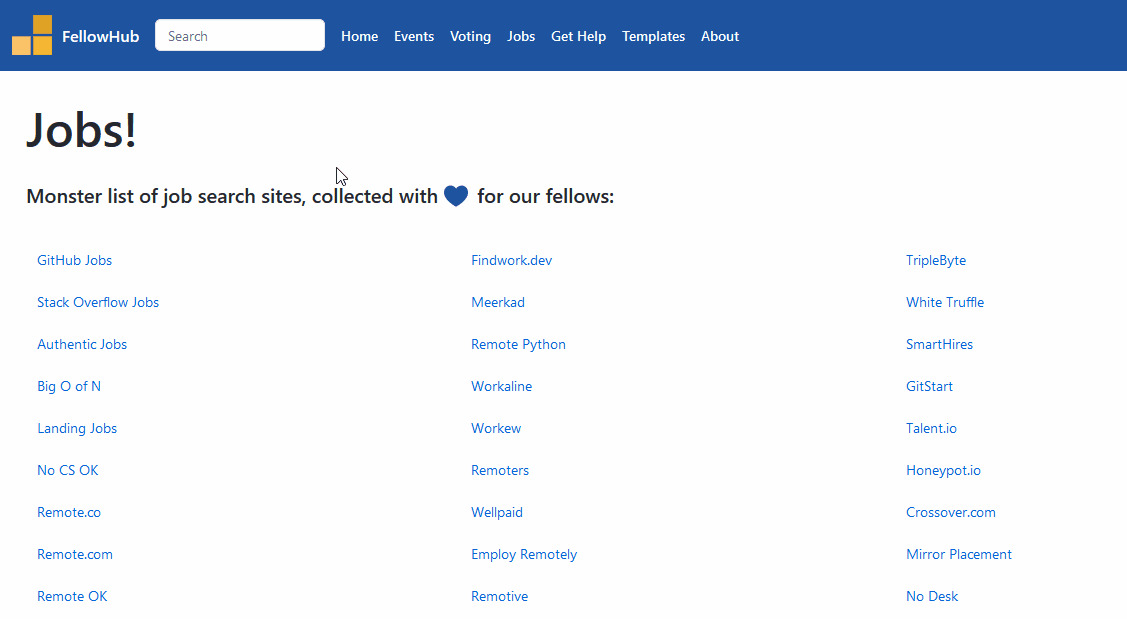 FellowHub Search Home Events Voting Jobs Get Help Templates About
Jobs!
Monster list of job search sites, collected with for our fellows:
GitHub Jobs Findwork.dev TripleByte
Stack Overflow Jobs Meerkad White Truffle
Authentic Jobs Remote Python SmartHires
Big O of N Workaline GitStart
Landing Jobs Workew Talent.io
No CS OK Remoters Honeypot.io
Remote.co Wellpaid Crossover.com
Remote.com Employ Remotely Mirror Placement
Remote OK Remotive No Desk